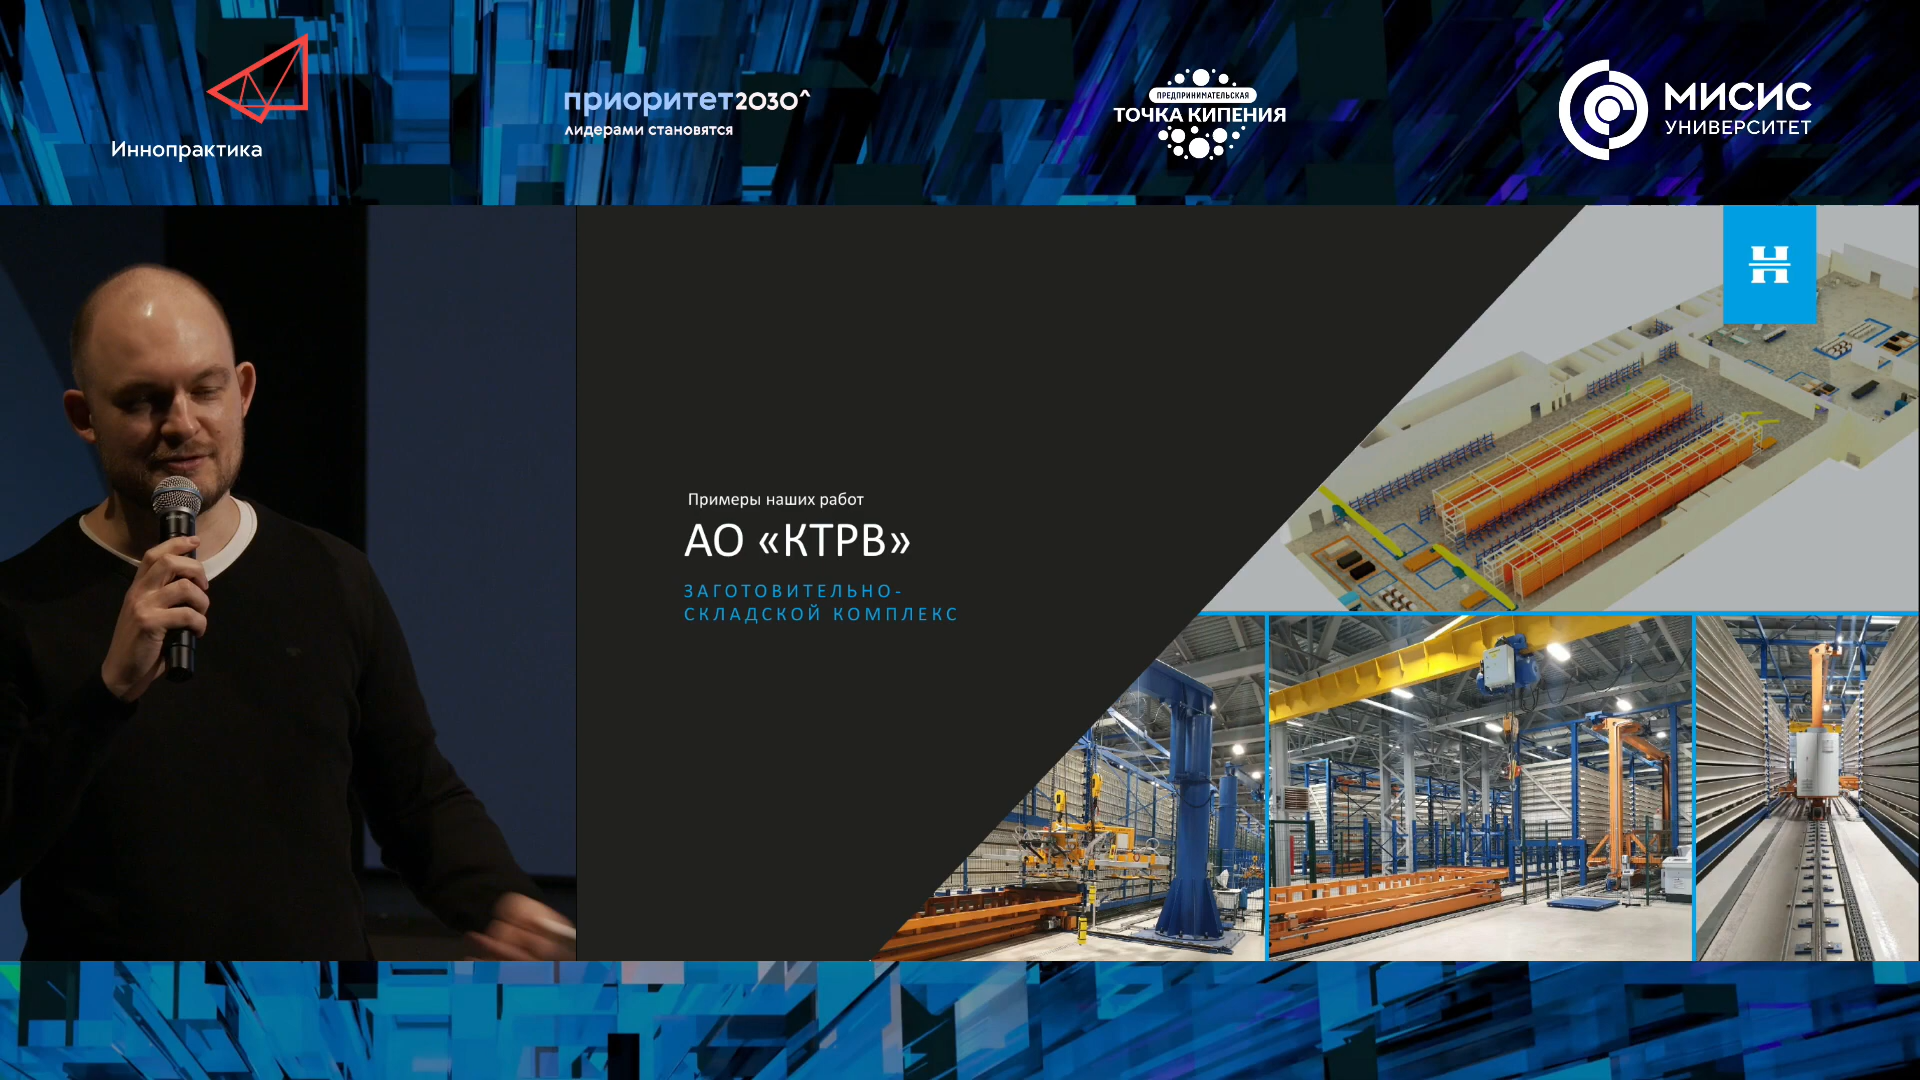 Иннопрактика
приоритет2030^
лидерами становятся
ПРЕДПРИНИМАТЕЛЬСКАЯ
ТОЧКА КИПЕНИЯ
МИСИС
УНИВЕРСИТЕТ
Н
Примеры наших работ
АО «КТРВ»
ЗАГОТОВИТЕЛЬНО-
СКЛАДСКОЙ КОМПЛЕКС